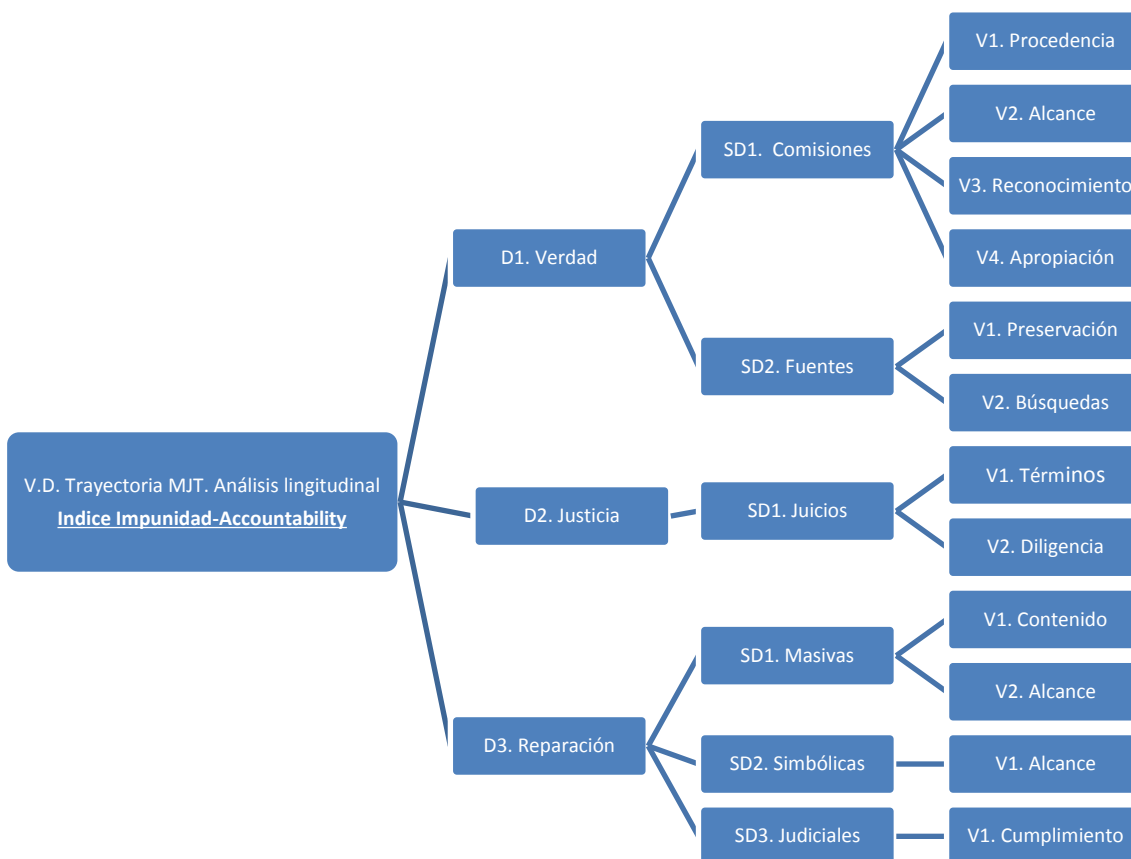 V.D. Trayectoria MJT. Análisis lingitudinal
Indice Impunidad-Accountability
D1. Verdad
SD1. Comisiones
V1. Procedencia
V2. Alcance
V3. Reconocimiento
V4. Apropiación
SD2. Fuentes
V1. Preservación
V2. Búsquedas
D2. Justicia
SD1. Juicios
V1. Términos
V2. Diligencia
D3. Reparación
SD1. Masivas
V1. Contenido
V2. Alcance
SD2. Simbólicas
V1. Alcance
SD3. Judiciales
V1. Cumplimiento